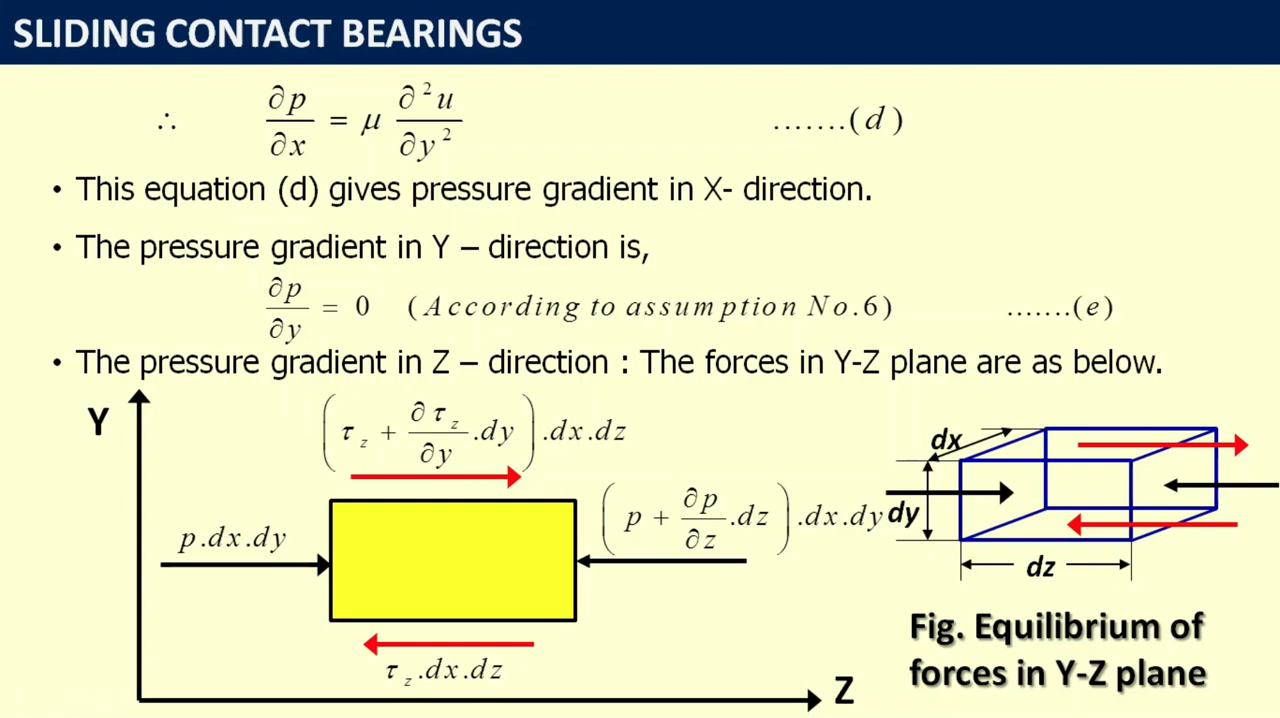 SLIDING CONTACT BEARINGS
∴ ∂p/∂x = μ ∂²u/∂y² .......(d)
• This equation (d) gives pressure gradient in X- direction.
• The pressure gradient in Y – direction is,
∂p/∂y = 0 (According to assumption No.6) .......(e)
• The pressure gradient in Z – direction : The forces in Y-Z plane are as below.
Y
(τz + ∂τz/∂y .dy).dx.dz
p.dx.dy
(p + ∂p/∂z .dz).dx.dy
τz.dx.dz
Z
dx
dy
dz
Fig. Equilibrium of
forces in Y-Z plane